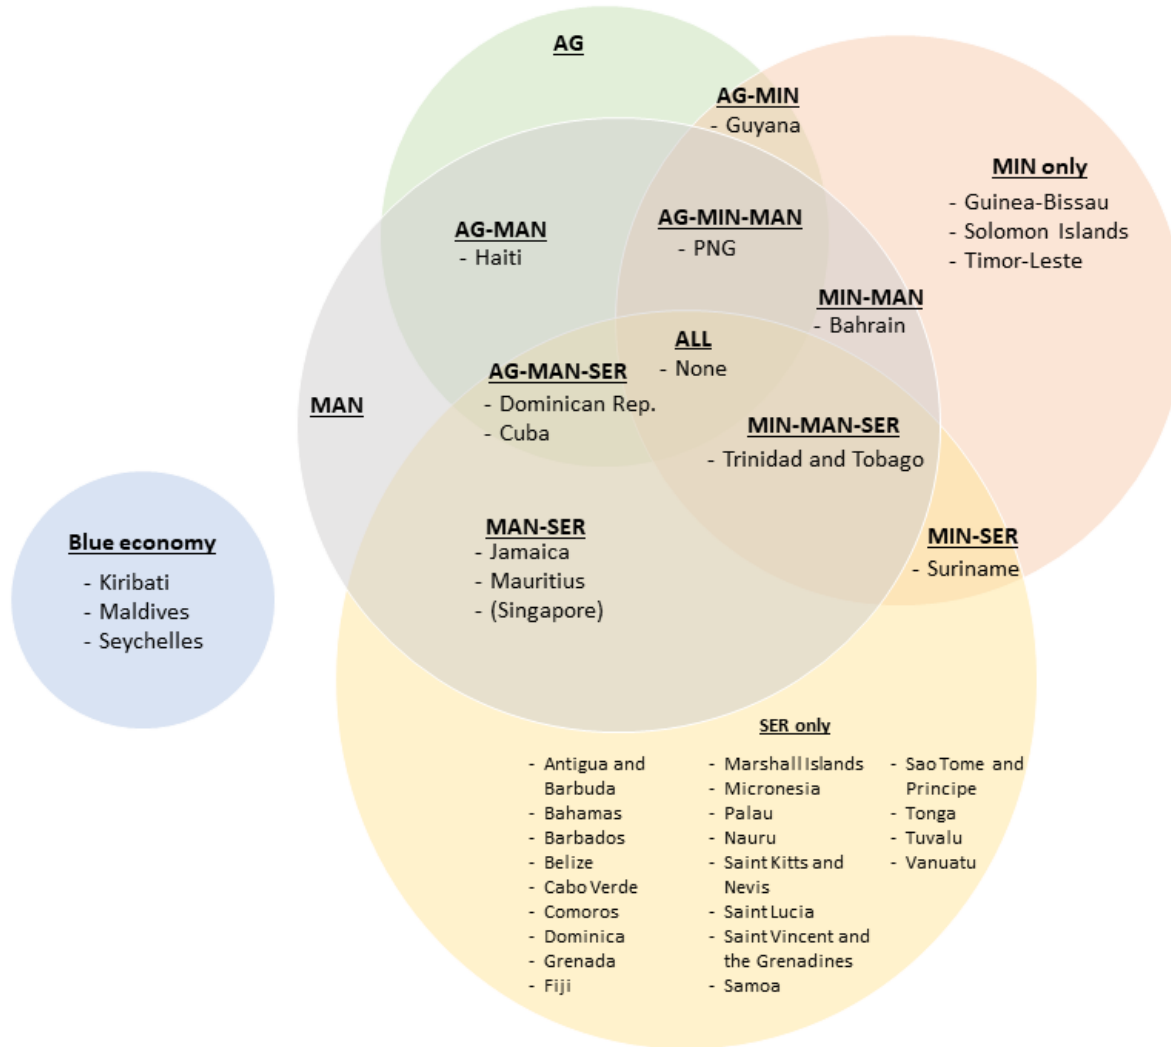 AG
AG-MIN
- Guyana
MIN only
- Guinea-Bissau
- Solomon Islands
- Timor-Leste
AG-MAN
- Haiti
AG-MIN-MAN
- PNG
MIN-MAN
- Bahrain
ALL
- None
AG-MAN-SER
- Dominican Rep.
- Cuba
MAN
MIN-MAN-SER
- Trinidad and Tobago
MAN-SER
- Jamaica
- Mauritius
- (Singapore)
MIN-SER
- Suriname
Blue economy
- Kiribati
- Maldives
- Seychelles
SER only
- Antigua and
Barbuda
- Bahamas
- Barbados
- Belize
- Cabo Verde
- Comoros
- Dominica
- Grenada
- Fiji
- Marshall Islands
- Micronesia
- Palau
- Nauru
- Saint Kitts and
Nevis
- Saint Lucia
- Saint Vincent and
the Grenadines
- Samoa
- Sao Tome and
Principe
- Tonga
- Tuvalu
- Vanuatu